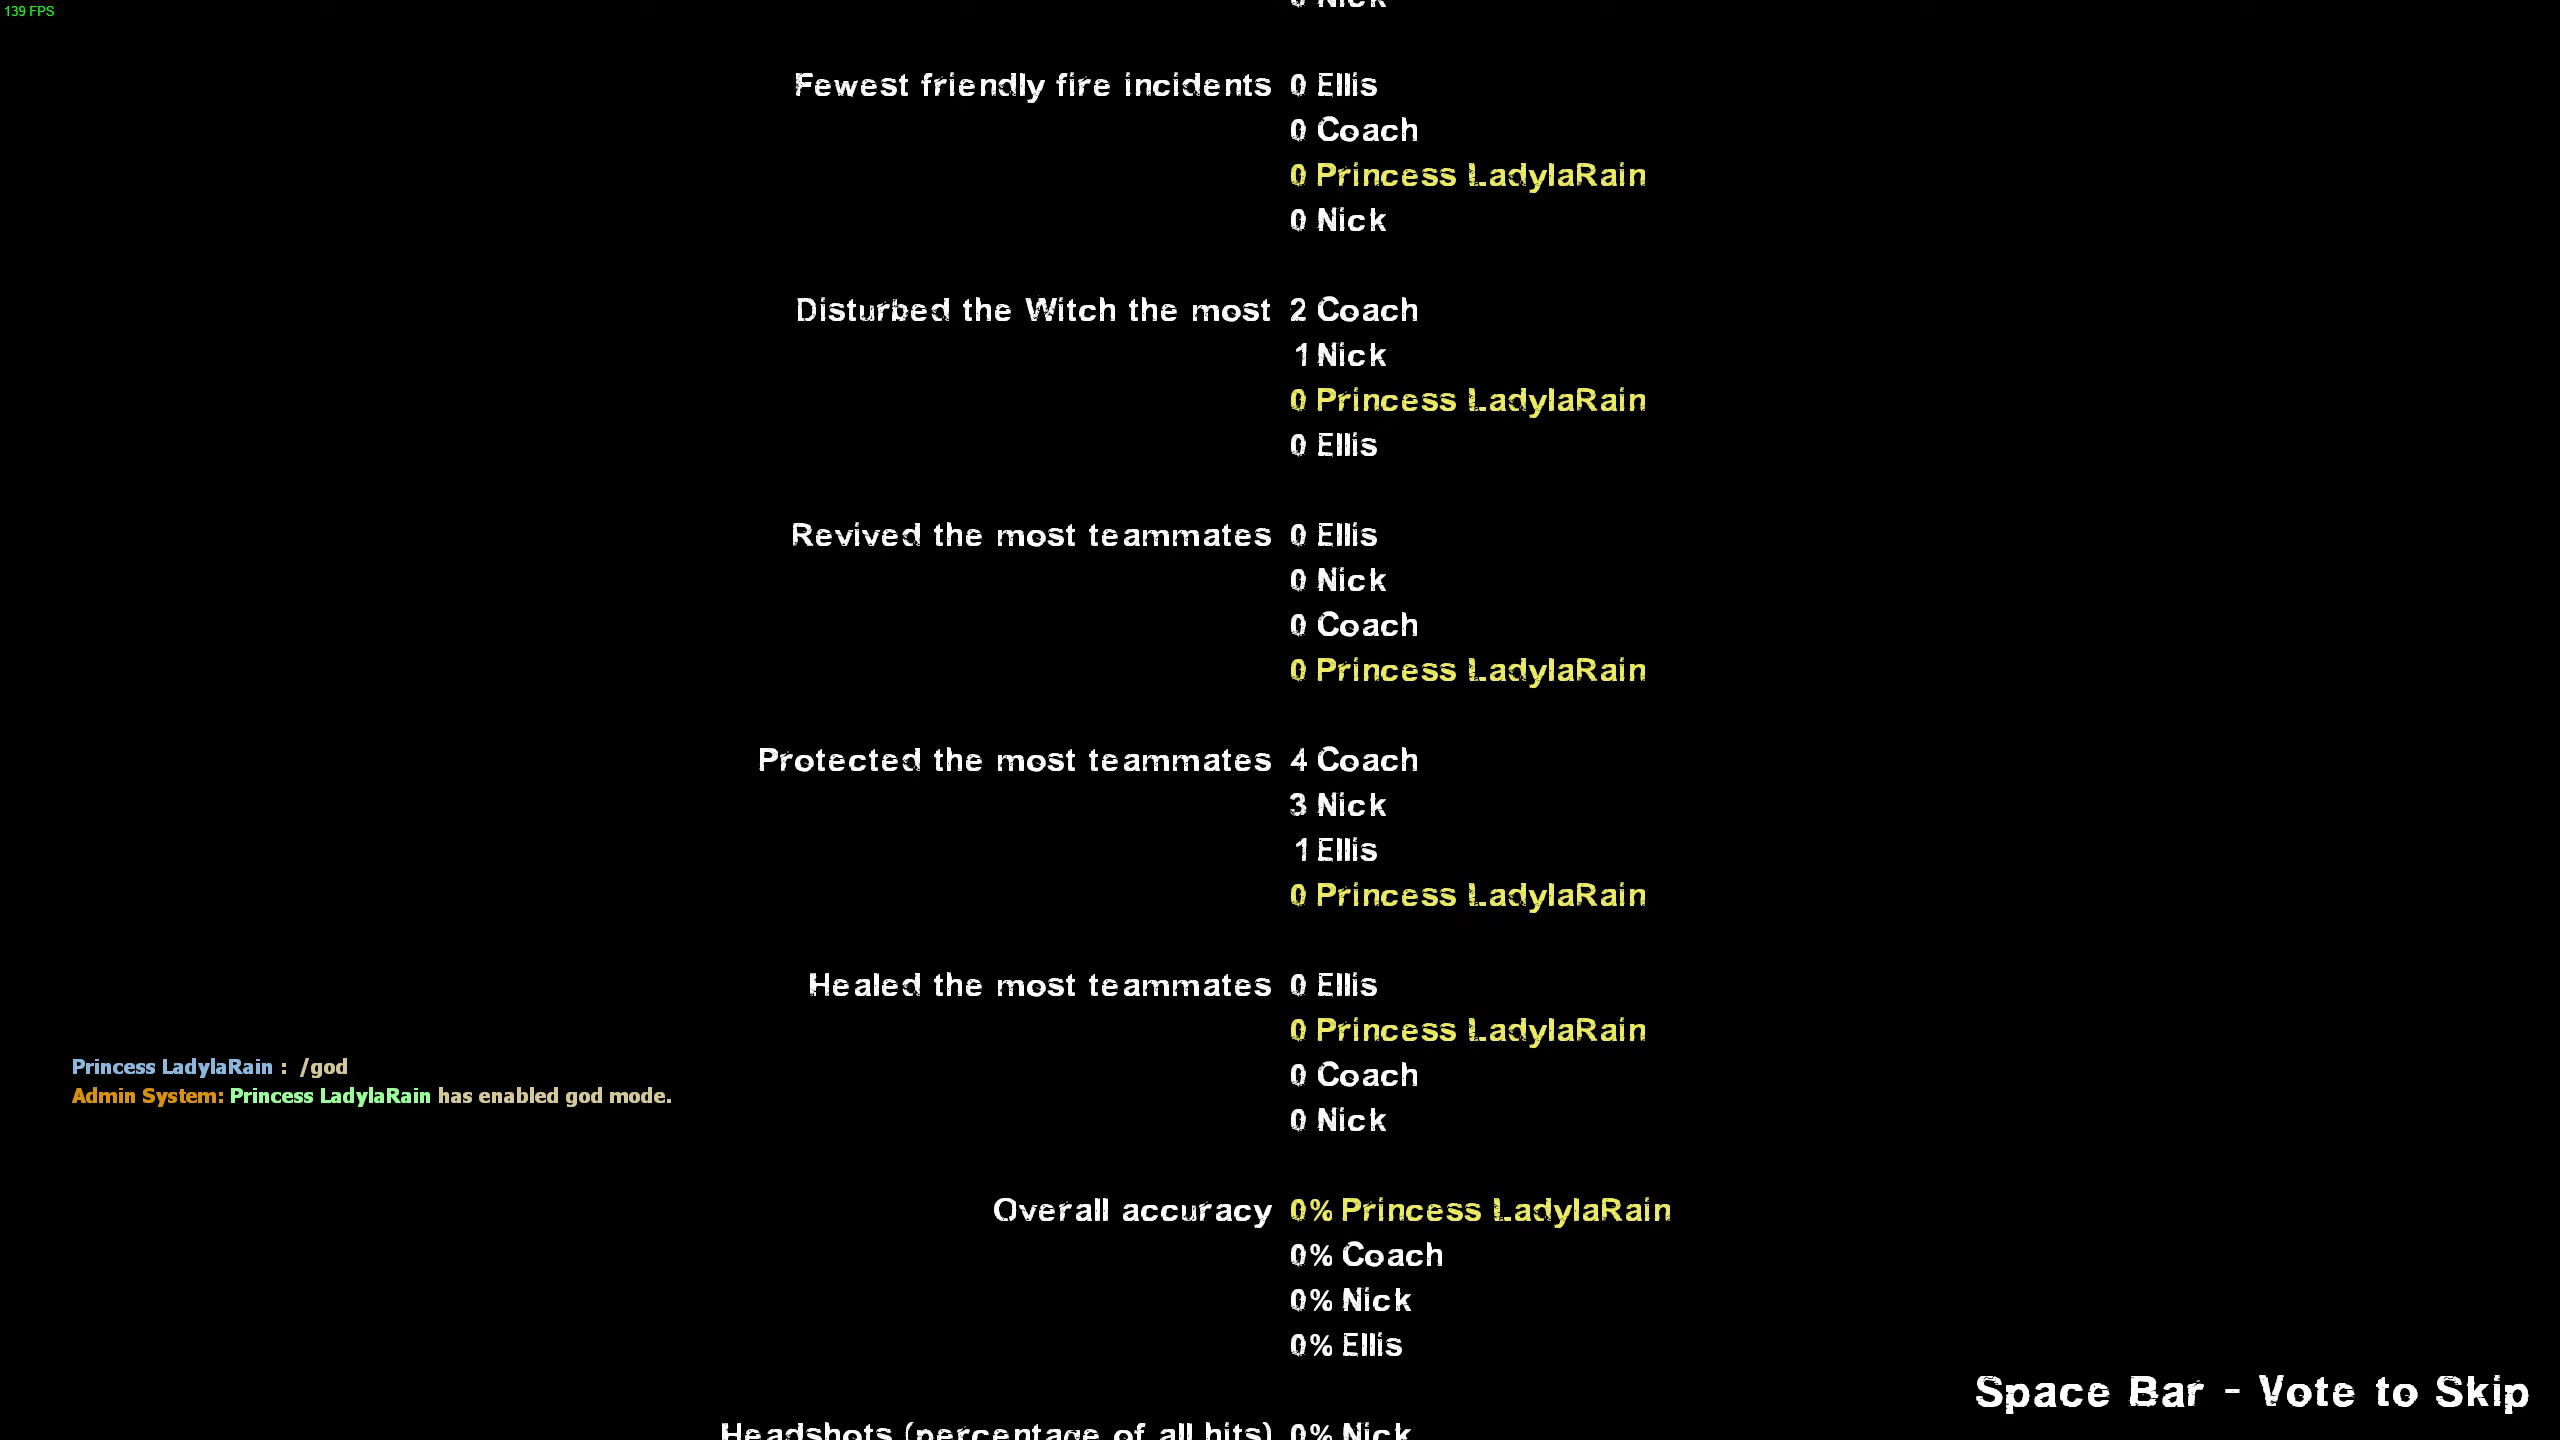 139 FPS
0 Nick
Fewest friendly fire incidents 0 Ellis
0 Coach
0 Princess LadylaRain
0 Nick
Disturbed the Witch the most 2 Coach
1 Nick
0 Princess LadylaRain
0 Ellis
Revived the most teammates 0 Ellis
0 Nick
0 Coach
0 Princess LadylaRain
Protected the most teammates 4 Coach
3 Nick
1 Ellis
0 Princess LadylaRain
Healed the most teammates 0 Ellis
0 Princess LadylaRain
0 Coach
0 Nick
Princess LadylaRain : /god
Admin System: Princess LadylaRain has enabled god mode.
Overall accuracy 0% Princess LadylaRain
0% Coach
0% Nick
0% Ellis
Space Bar - Vote to Skip
Headshots (percentage of all hits) 0% Nick